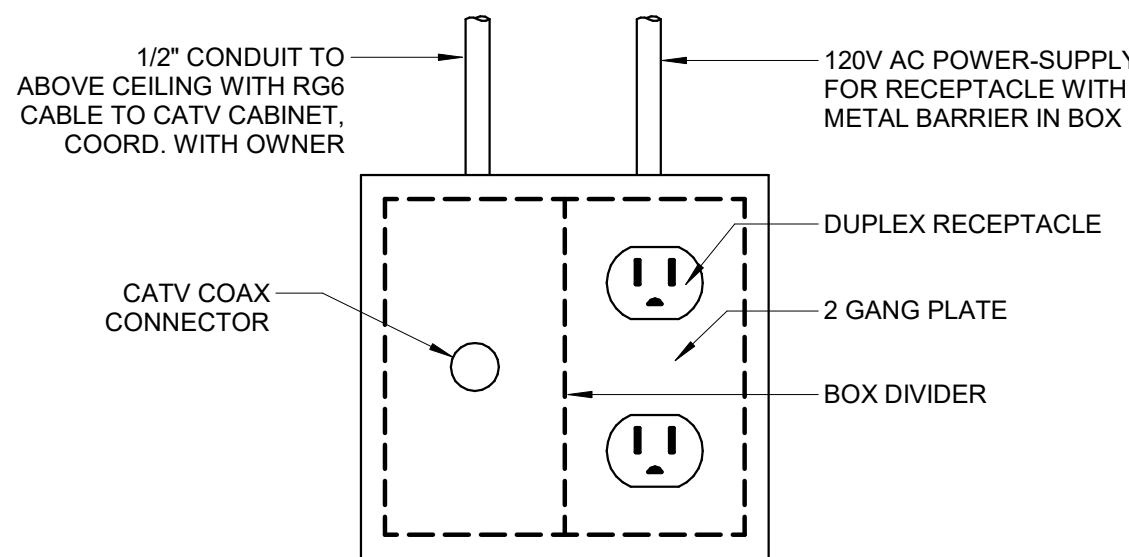 1/2" CONDUIT TO
ABOVE CEILING WITH RG6
CABLE TO CATV CABINET,
COORD. WITH OWNER
120V AC POWER-SUPPLY
FOR RECEPTACLE WITH
METAL BARRIER IN BOX
DUPLEX RECEPTACLE
CATV COAX
CONNECTOR
2 GANG PLATE
BOX DIVIDER